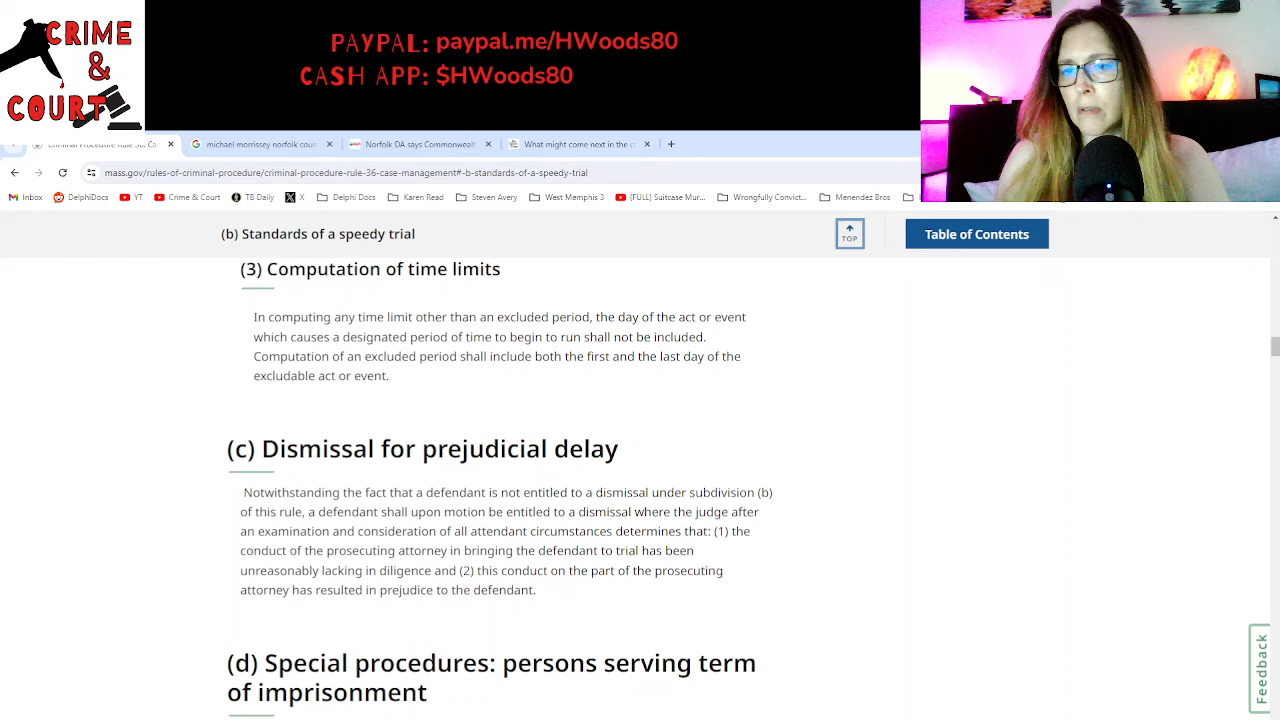 CRIME
&
COURT
PAYPAL: paypal.me/HWoods80
CASH APP: $HWoods80
Criminal Procedure Rule 36: Ca
michael morrissey norfolk coun
Norfolk DA says Commonwealt
What might come next in the c
mass.gov/rules-of-criminal-procedure/criminal-procedure-rule-36-case-management#-b-standards-of-a-speedy-trial
Inbox
DelphiDocs
YT
Crime & Court
TB Daily
X
Delphi Docs
Karen Read
Steven Avery
West Memphis 3
(FULL) Suitcase Mur...
Wrongfully Convict...
Menendez Bros
(b) Standards of a speedy trial
TOP
Table of Contents
(3) Computation of time limits
In computing any time limit other than an excluded period, the day of the act or event
which causes a designated period of time to begin to run shall not be included.
Computation of an excluded period shall include both the first and the last day of the
excludable act or event.
(c) Dismissal for prejudicial delay
Notwithstanding the fact that a defendant is not entitled to a dismissal under subdivision (b)
of this rule, a defendant shall upon motion be entitled to a dismissal where the judge after
an examination and consideration of all attendant circumstances determines that: (1) the
conduct of the prosecuting attorney in bringing the defendant to trial has been
unreasonably lacking in diligence and (2) this conduct on the part of the prosecuting
attorney has resulted in prejudice to the defendant.
(d) Special procedures: persons serving term
of imprisonment
Feedback